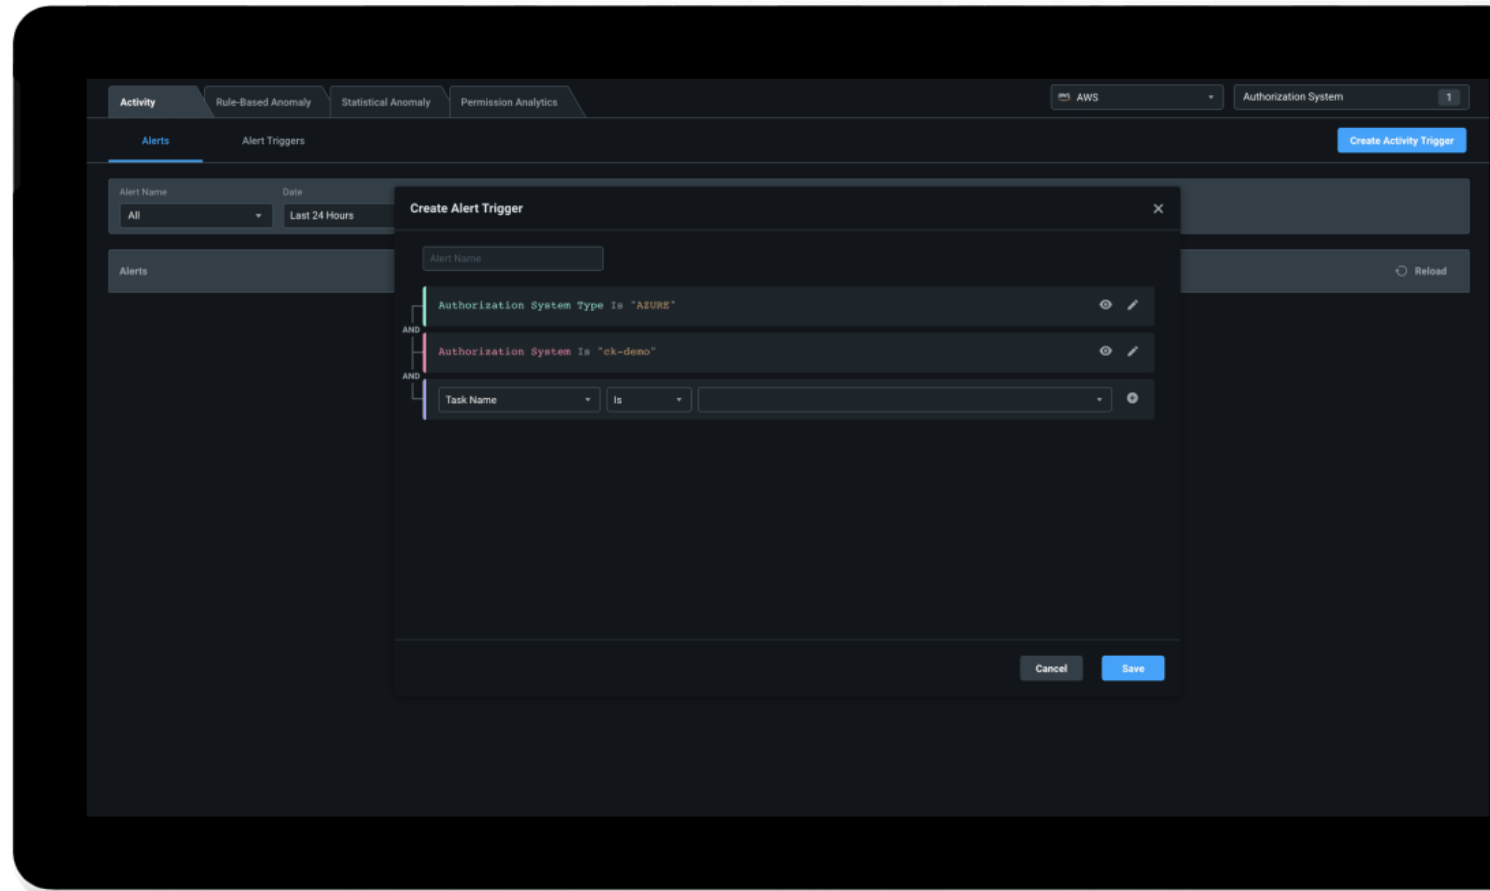 Activity
Rule-Based Anomaly
Statistical Anomaly
Permission Analytics
AWS
Authorization System 1
Alerts
Alert Triggers
Create Activity Trigger
Alert Name
Date
All
Last 24 Hours
Alerts
Reload
Create Alert Trigger
Alert Name
Authorization System Type Is "AZURE"
AND
Authorization System Is "ck-demo"
AND
Task Name Is
Cancel
Save